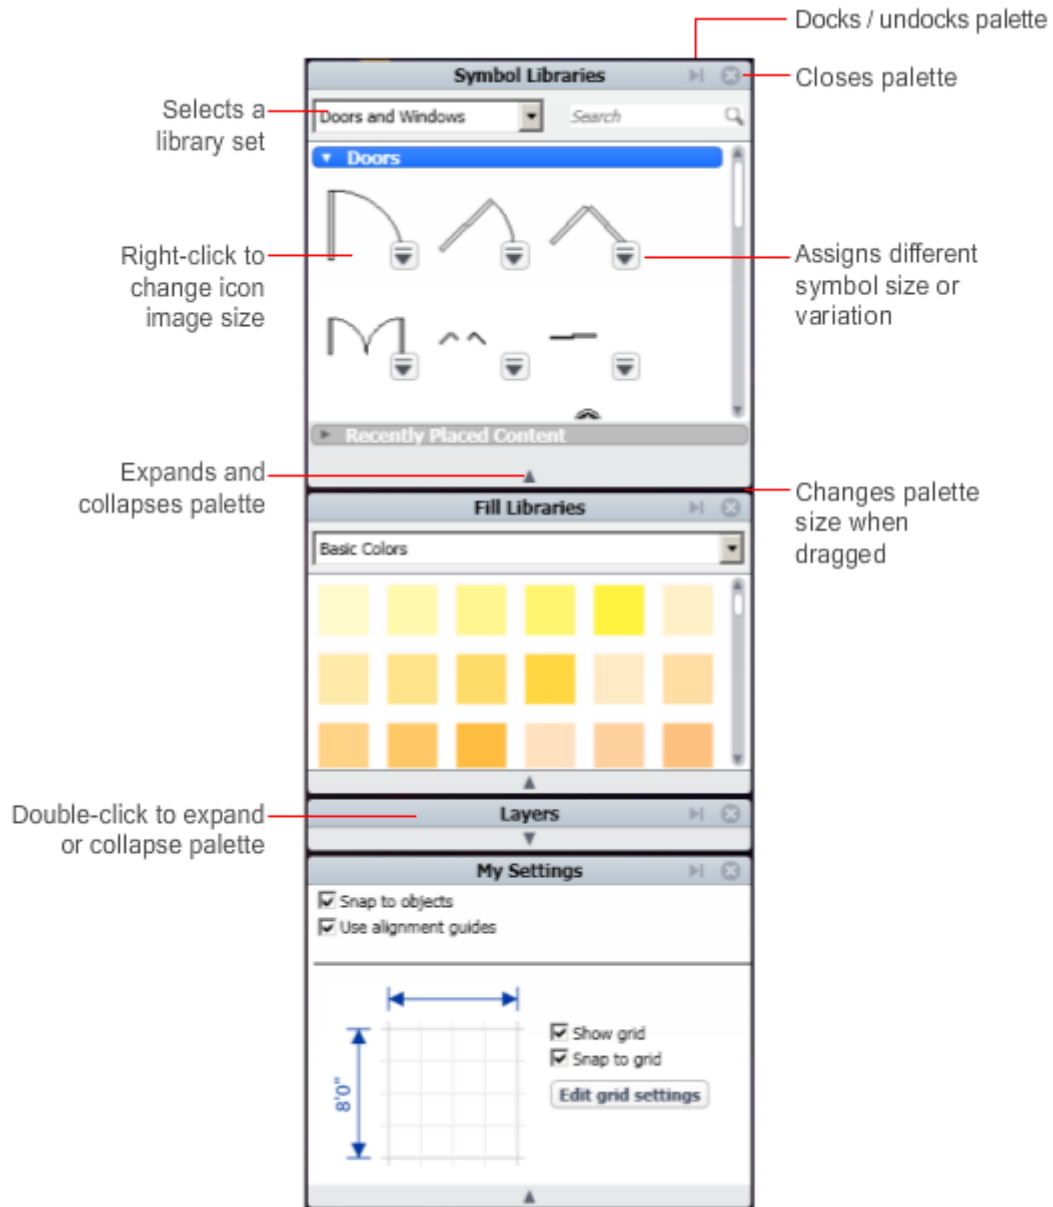 Docks / undocks palette
Symbol Libraries
Closes palette
Selects a
library set
Doors and Windows
Search
Doors
Right-click to
change icon
image size
Assigns different
symbol size or
variation
Recently Placed Content
Expands and
collapses palette
Changes palette
size when
dragged
Fill Libraries
Basic Colors
Double-click to expand
or collapse palette
Layers
My Settings
Snap to objects
Use alignment guides
8'0"
Show grid
Snap to grid
Edit grid settings